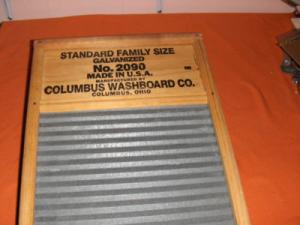 STANDARD FAMILY SIZE
GALVANIZED
No. 2090
MADE IN U.S.A.
MANUFACTURED BY
COLUMBUS WASHBOARD CO.
COLUMBUS, OHIO